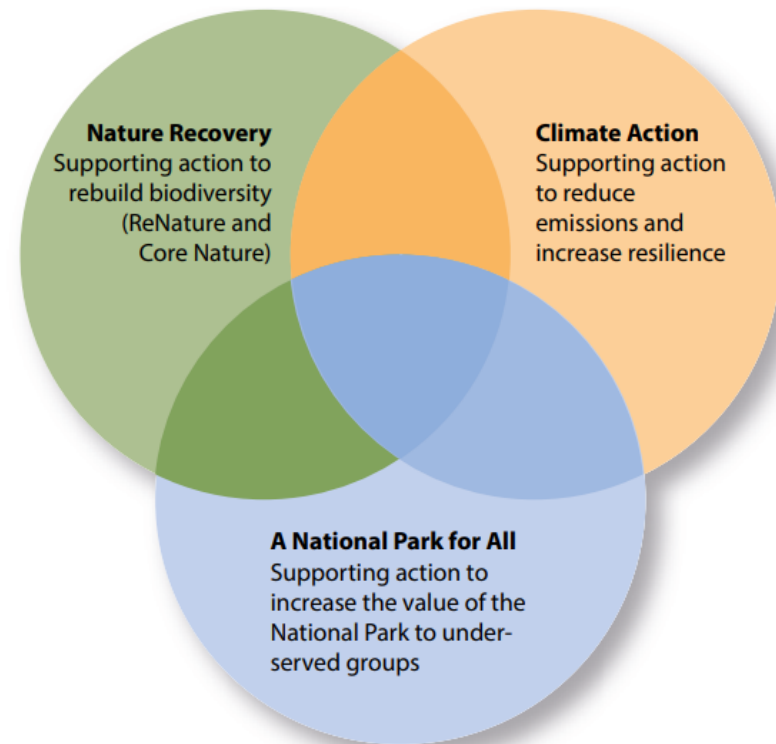 Nature Recovery
Supporting action to
rebuild biodiversity
(ReNature and
Core Nature)
Climate Action
Supporting action
to reduce
emissions and
increase resilience
A National Park for All
Supporting action to
increase the value of the
National Park to under-
served groups